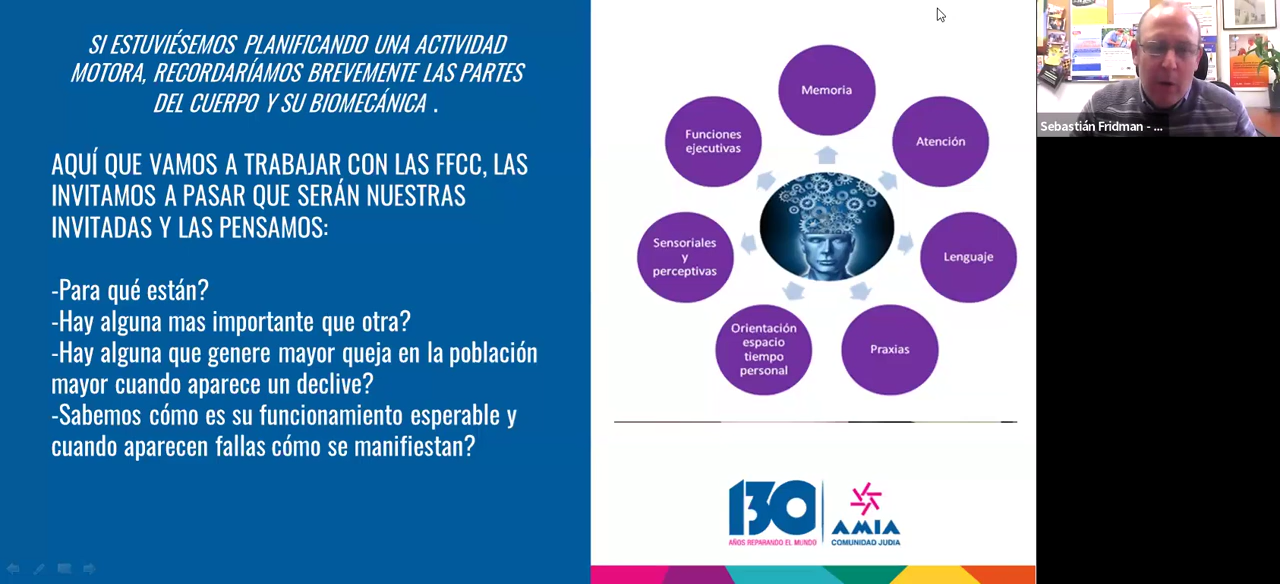 SI ESTUVIÉSEMOS PLANIFICANDO UNA ACTIVIDAD
MOTORA, RECORDARÍAMOS BREVEMENTE LAS PARTES
DEL CUERPO Y SU BIOMECÁNICA .
AQUÍ QUE VAMOS A TRABAJAR CON LAS FFCC, LAS
INVITAMOS A PASAR QUE SERÁN NUESTRAS
INVITADAS Y LAS PENSAMOS:
-Para qué están?
-Hay alguna mas importante que otra?
-Hay alguna que genere mayor queja en la población
mayor cuando aparece un declive?
-Sabemos cómo es su funcionamiento esperable y
cuando aparecen fallas cómo se manifiestan?
Memoria
Funciones
ejecutivas
Atención
Sensoriales
y
perceptivas
Lenguaje
Orientación
espacio
tiempo
personal
Praxias
130
AÑOS REPARANDO EL MUNDO
AMIA
COMUNIDAD JUDIA
Sebastián Fridman - ...